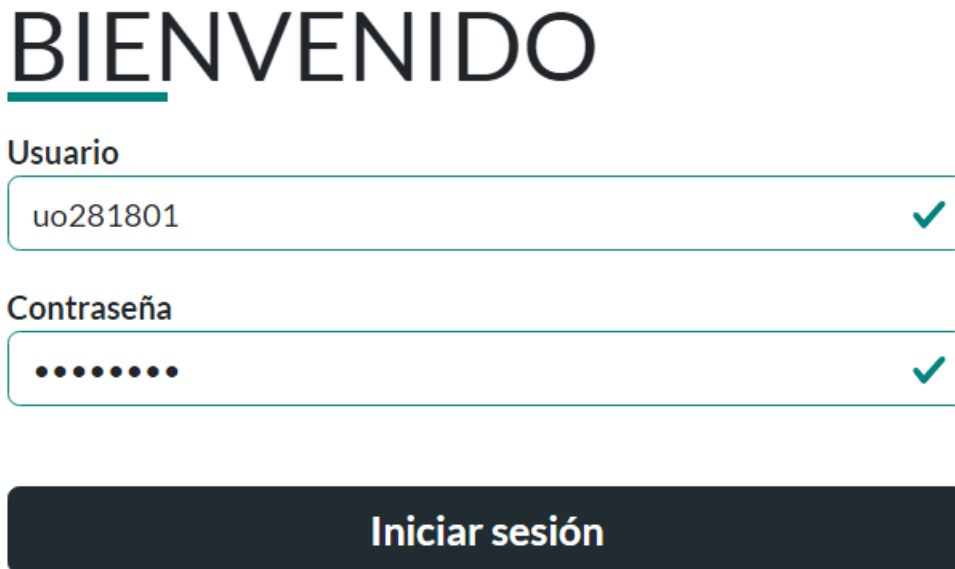 BIENVENIDO
Usuario
uo281801
Contraseña
••••••••
Iniciar sesión